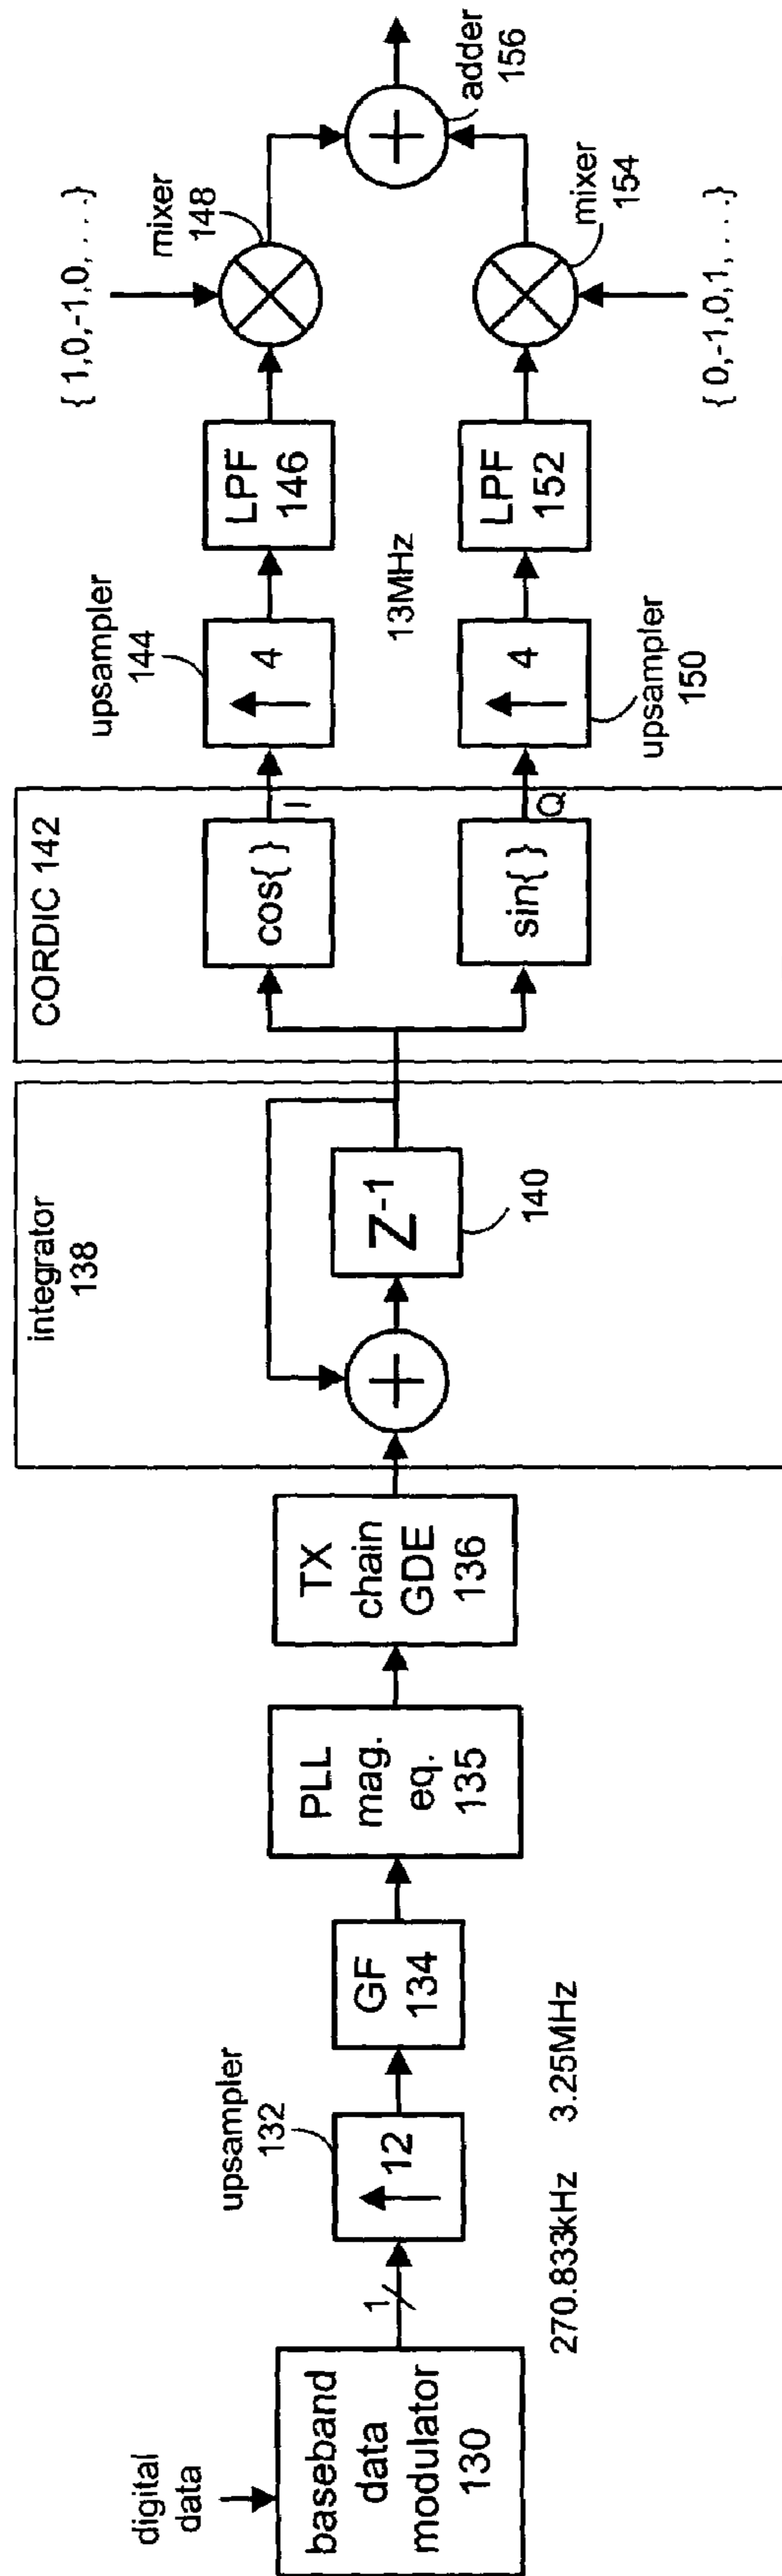 digital
data
baseband
data
modulator
130
1
270.833kHz
upsampler
132
12
3.25MHz
GF
134
PLL
mag.
eq.
135
TX
chain
GDE
136
integrator
138
+
Z-1
140
CORDIC 142
cos{ }
I
sin{ }
Q
upsampler
144
4
4
upsampler
150
13MHz
LPF
146
LPF
152
{ 1,0,-1,0,. . .}
mixer
148
mixer
154
{ 0,-1,0,1,. . .}
+
adder
156